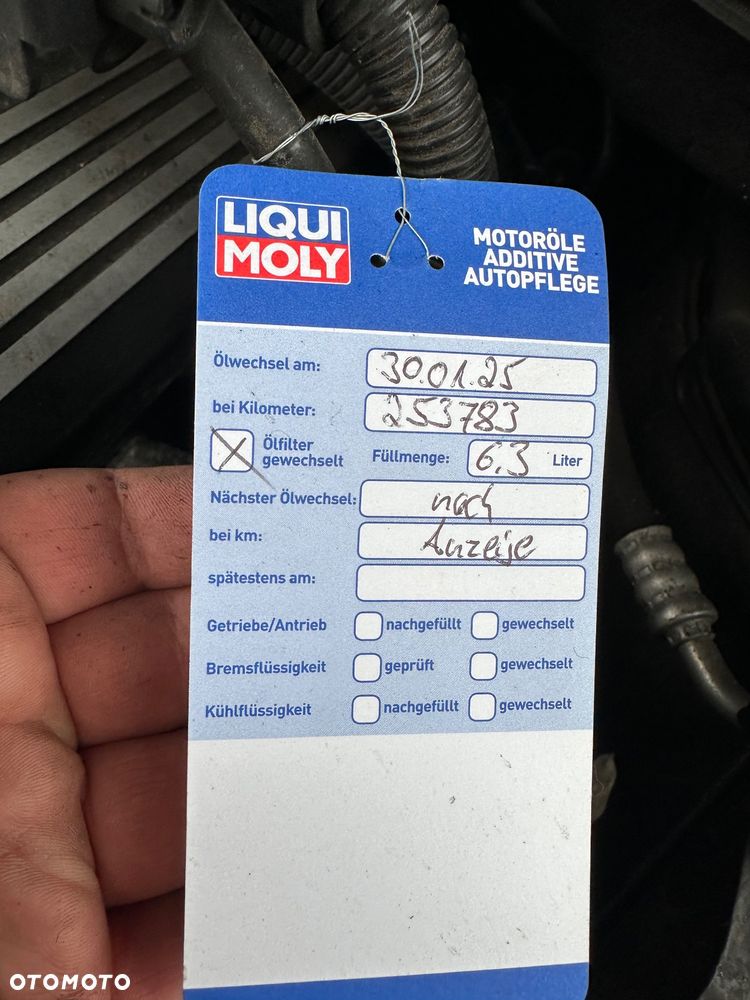 LIQUI
MOLY
MOTORÖLE
ADDITIVE
AUTOPFLEGE
Ölwechsel am: 30.01.25
bei Kilometer: 253783
Ölfilter
gewechselt
Füllmenge: 6,3 Liter
Nächster Ölwechsel: nach
bei km: Anzeige
spätestens am:
Getriebe/Antrieb nachgefüllt gewechselt
Bremsflüssigkeit geprüft gewechselt
Kühlflüssigkeit nachgefüllt gewechselt
OTOMOTO